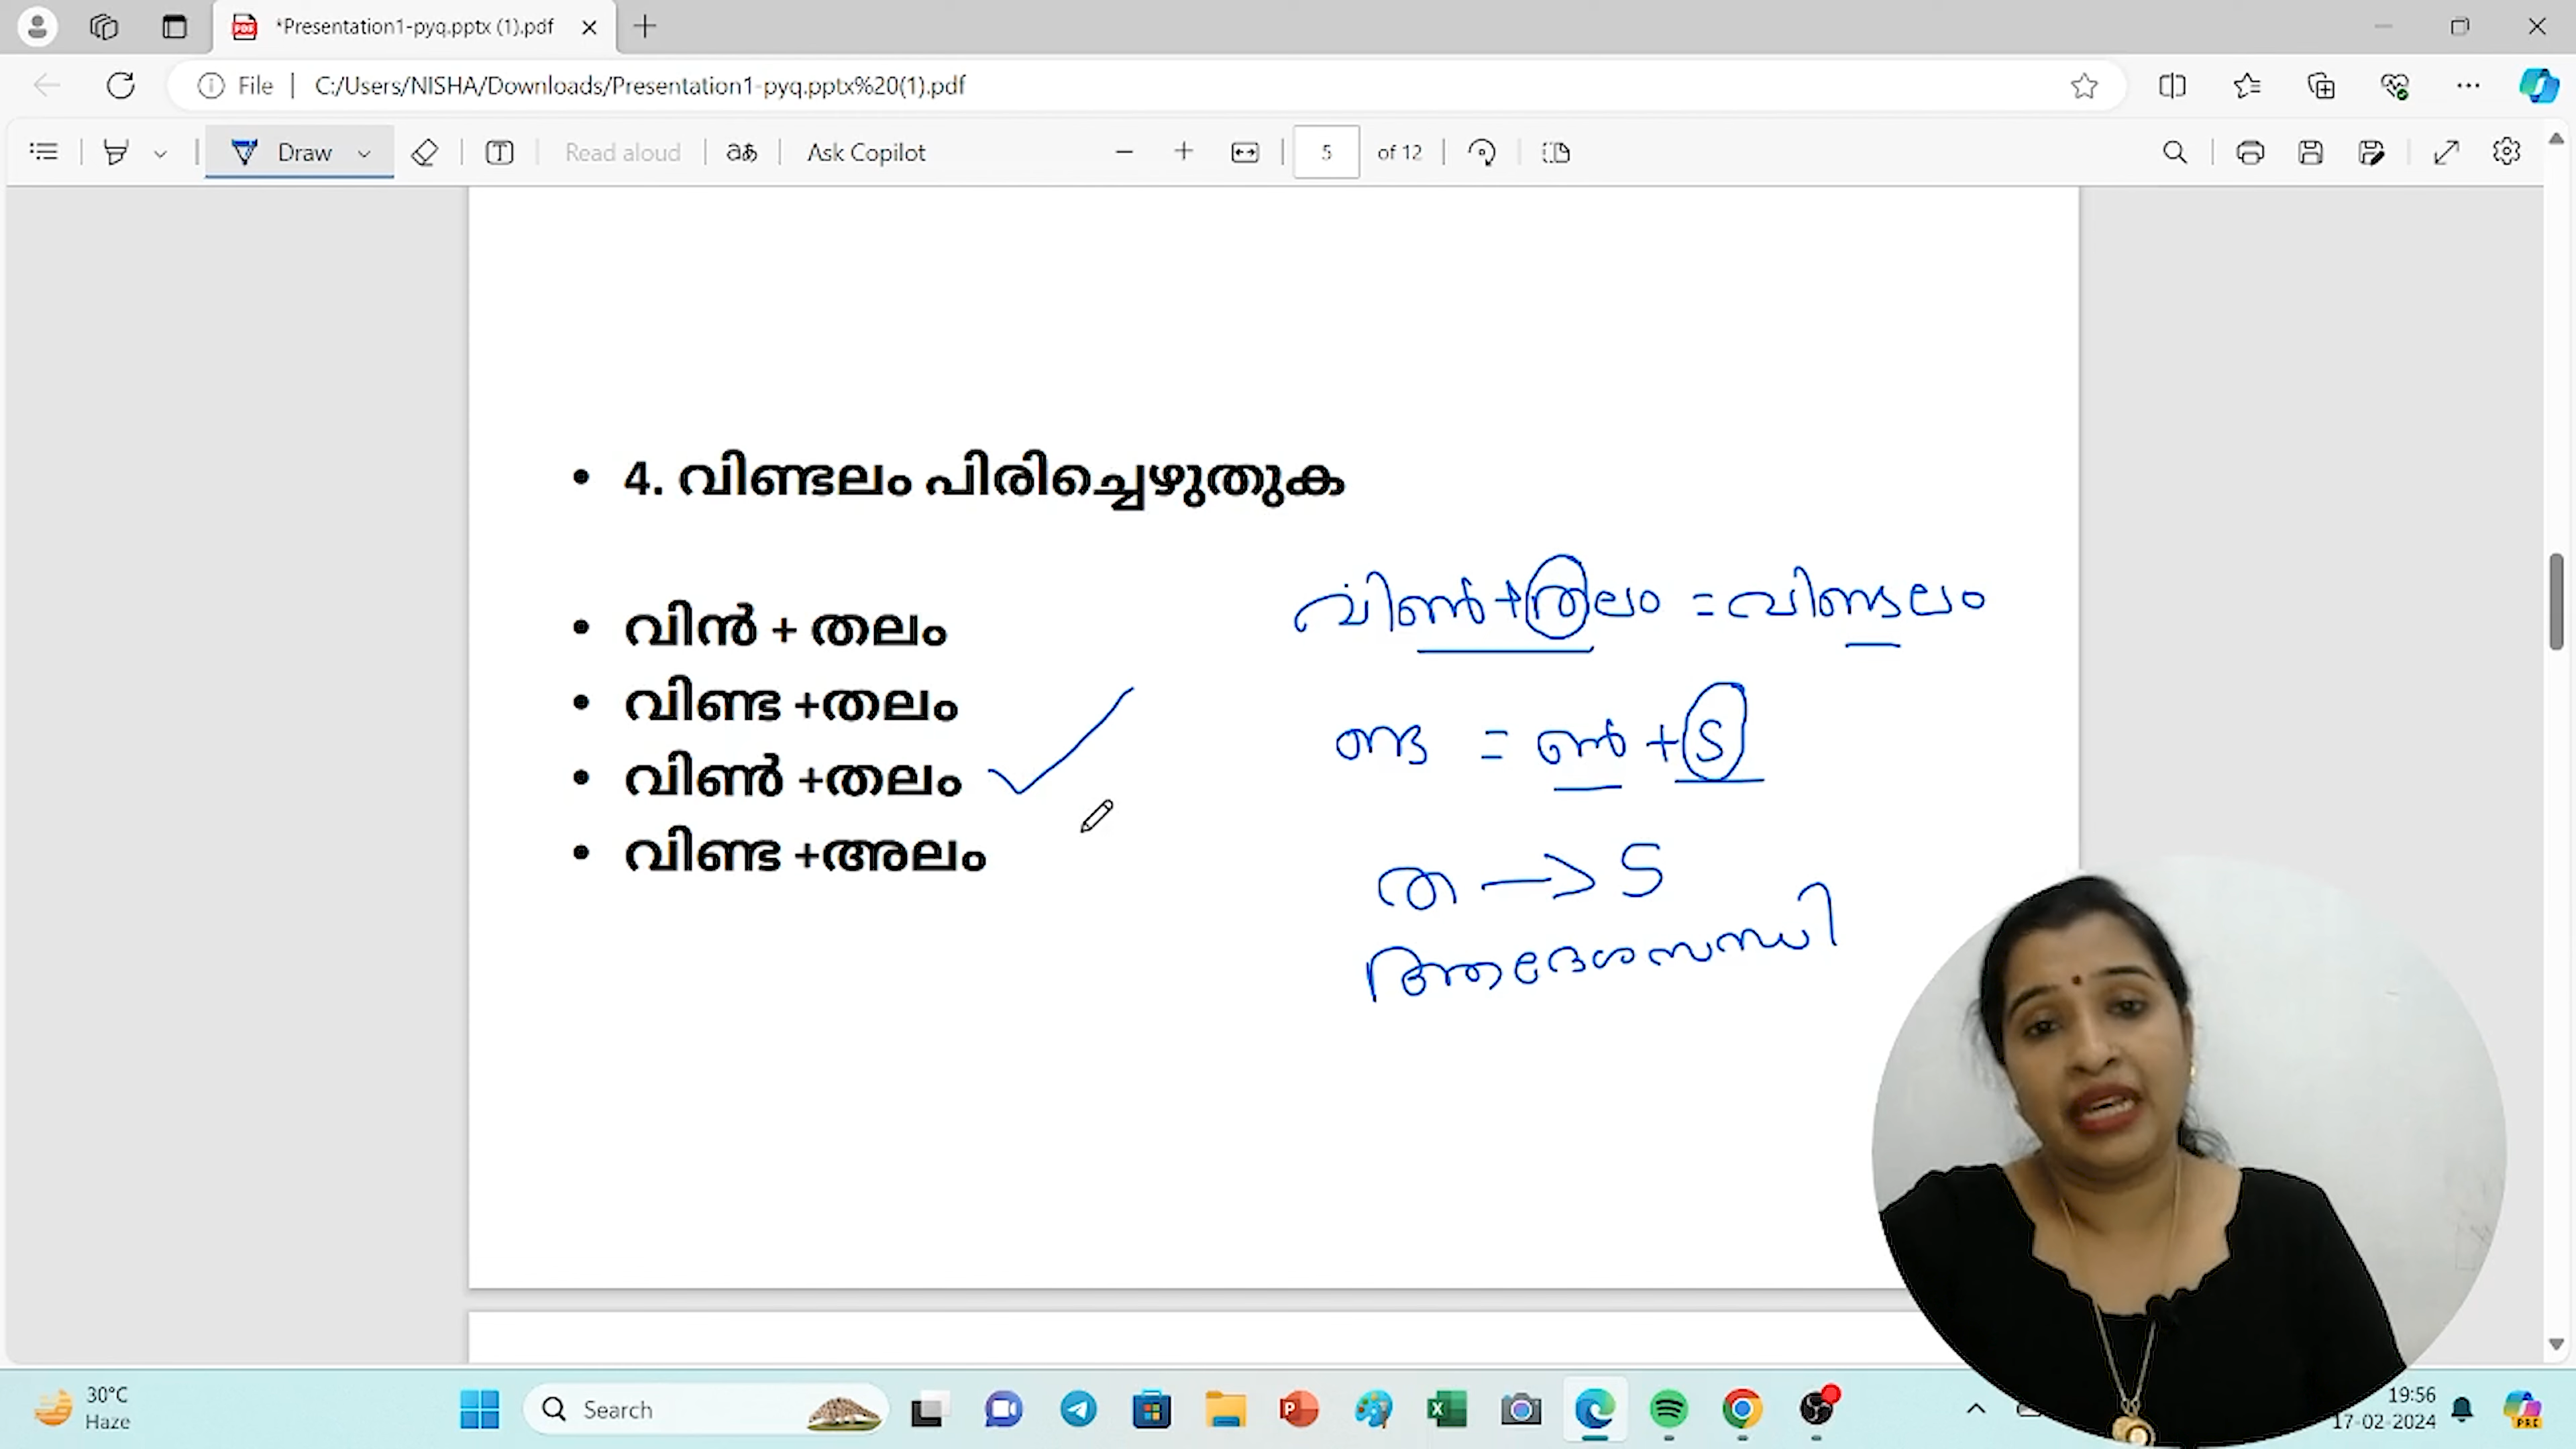 *Presentation1-pyq.pptx (1).pdf
File | C:/Users/NISHA/Downloads/Presentation1-pyq.pptx%20(1).pdf
Draw Read aloud Ask Copilot 5 of 12
• 4. വിണ്ടലം പിരിച്ചെഴുതുക
• വിൻ + തലം
• വിണ്ട +തലം
• വിൺ +തലം
• വിണ്ട +അലം
വിൺ+തലം = വിണ്ടലം
ണ്ട = ൺ + ട
ത → ട
ആദേശസന്ധി
30°C
Haze
Search
19:56
17-02-2024